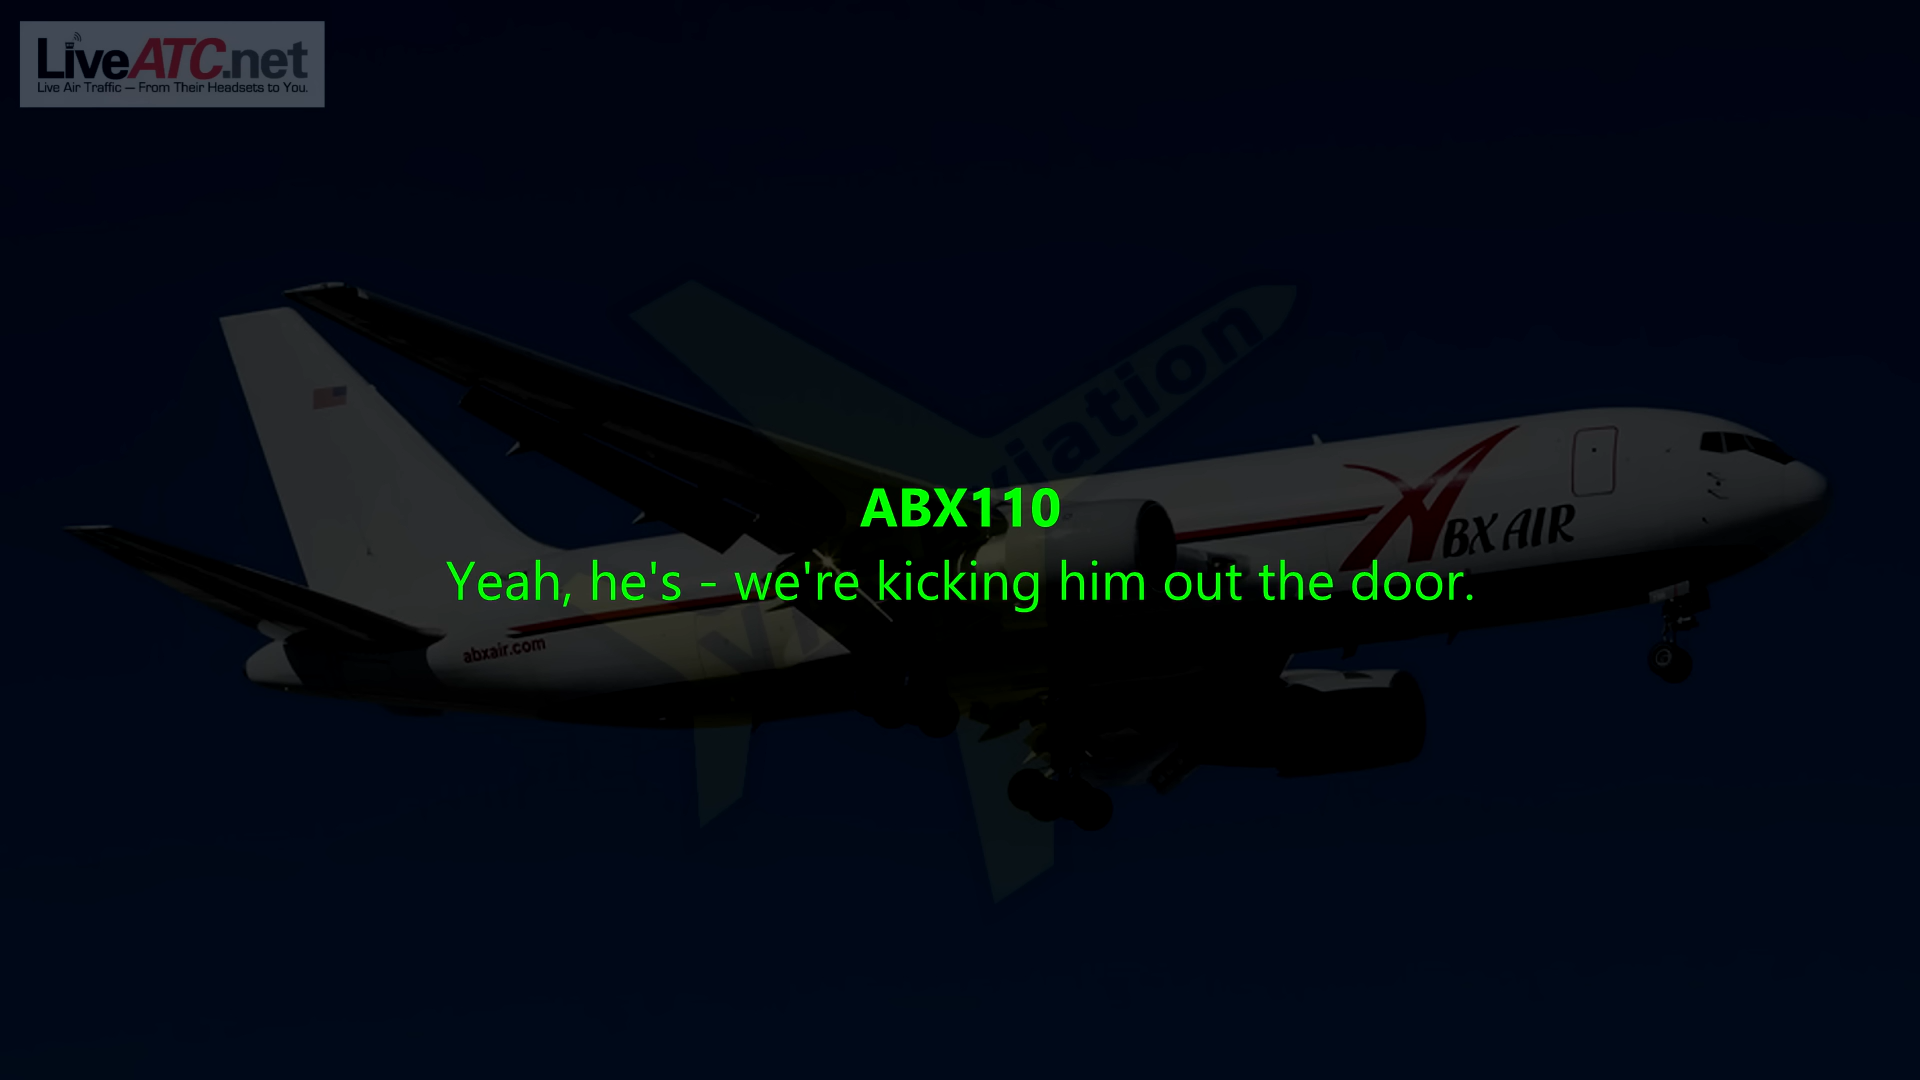 LiveATC.net
Live Air Traffic — From Their Headsets to You.
viation
ABX AIR
ABX110
Yeah, he's - we're kicking him out the door.
abxair.com